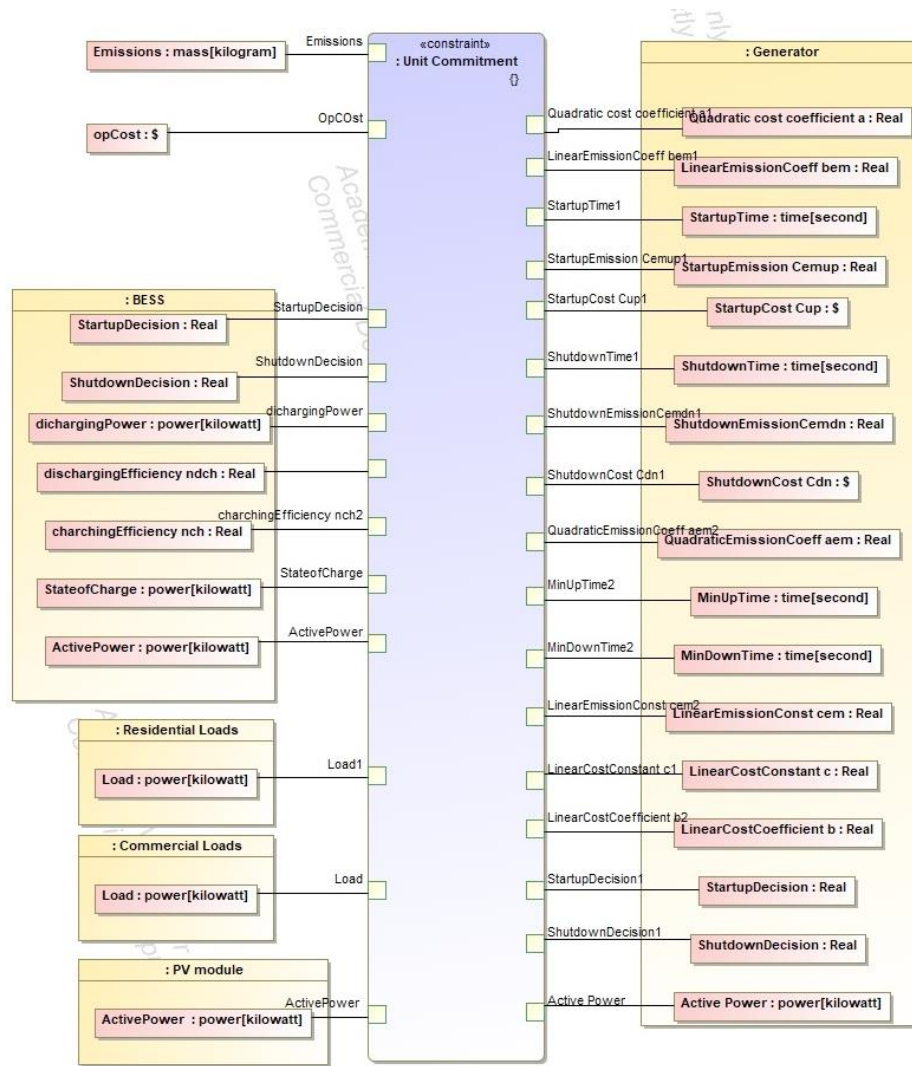 Emissions : mass[kilogram]
Emissions
opCost : $
OpCOst
«constraint»
: Unit Commitment
{}
: BESS
StartupDecision : Real
StartupDecision
ShutdownDecision : Real
ShutdownDecision
dichargingPower : power[kilowatt]
dichargingPower
dischargingEfficiency ndch : Real
charchingEfficiency nch : Real
charchingEfficiency nch2
StateofCharge : power[kilowatt]
StateofCharge
ActivePower : power[kilowatt]
ActivePower
: Residential Loads
Load : power[kilowatt]
Load1
: Commercial Loads
Load : power[kilowatt]
Load
: PV module
ActivePower : power[kilowatt]
ActivePower
: Generator
Quadratic cost coefficient a1
Quadratic cost coefficient a : Real
LinearEmissionCoeff bem1
LinearEmissionCoeff bem : Real
StartupTime1
StartupTime : time[second]
StartupEmission Cemup1
StartupEmission Cemup : Real
StartupCost Cup1
StartupCost Cup : $
ShutdownTime1
ShutdownTime : time[second]
ShutdownEmissionCemdn1
ShutdownEmissionCemdn : Real
ShutdownCost Cdn1
ShutdownCost Cdn : $
QuadraticEmissionCoeff aem2
QuadraticEmissionCoeff aem : Real
MinUpTime2
MinUpTime : time[second]
MinDownTime2
MinDownTime : time[second]
LinearEmissionConst cem2
LinearEmissionConst cem : Real
LinearCostConstant c1
LinearCostConstant c : Real
LinearCostCoefficient b2
LinearCostCoefficient b : Real
StartupDecision1
StartupDecision : Real
ShutdownDecision1
ShutdownDecision : Real
Active Power
Active Power : power[kilowatt]